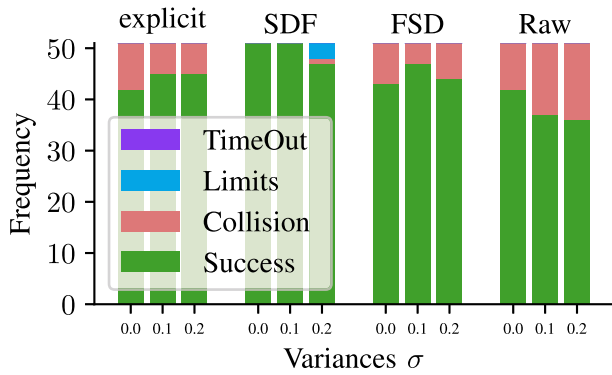 explicit SDF FSD Raw
50
40
30
20
10
0
Frequency
TimeOut
Limits
Collision
Success
0.0 0.1 0.2 0.0 0.1 0.2 0.0 0.1 0.2 0.0 0.1 0.2
Variances σ